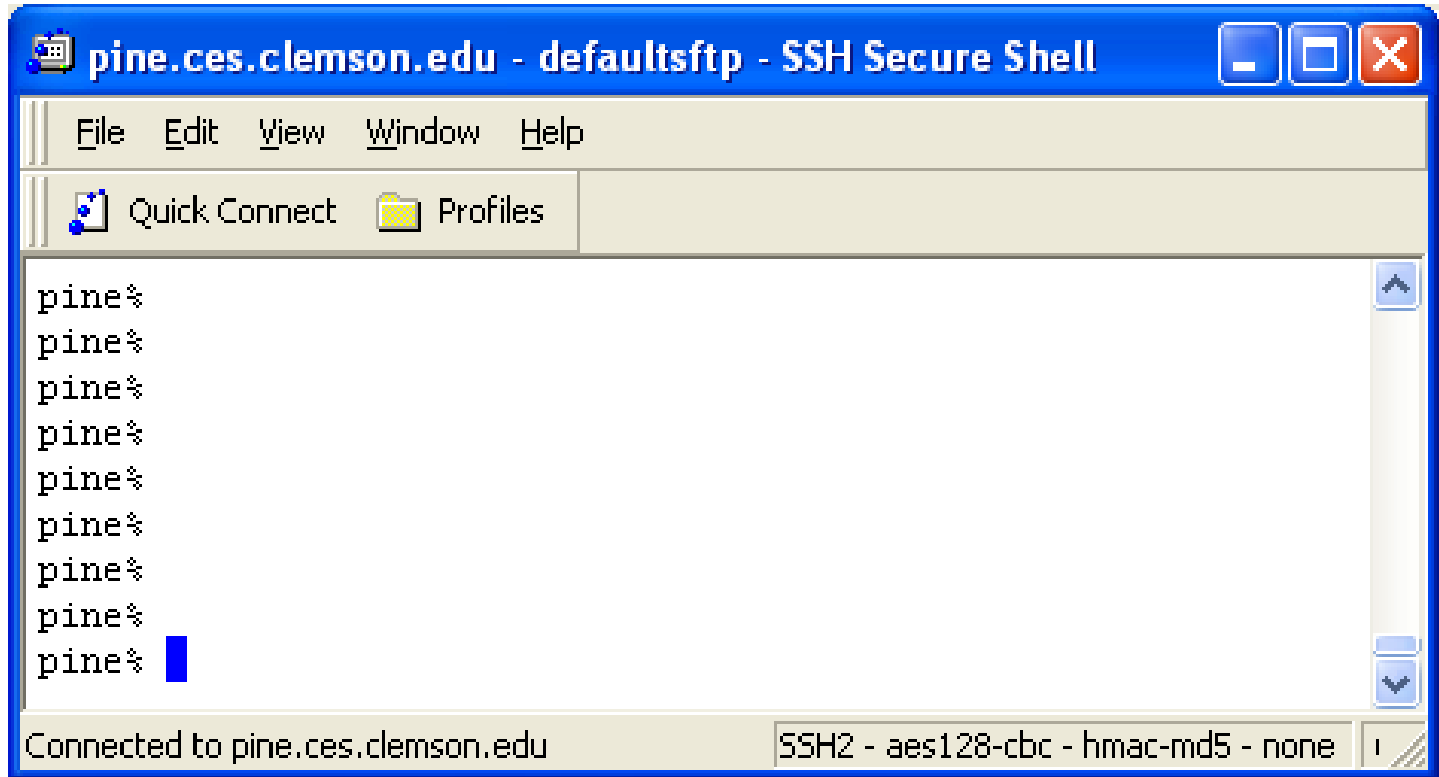 pine.ces.clemson.edu - defaultsftp - SSH Secure Shell
File Edit View Window Help
Quick Connect Profiles
pine%
pine%
pine%
pine%
pine%
pine%
pine%
pine%
pine%
Connected to pine.ces.clemson.edu SSH2 - aes128-cbc - hmac-md5 - none